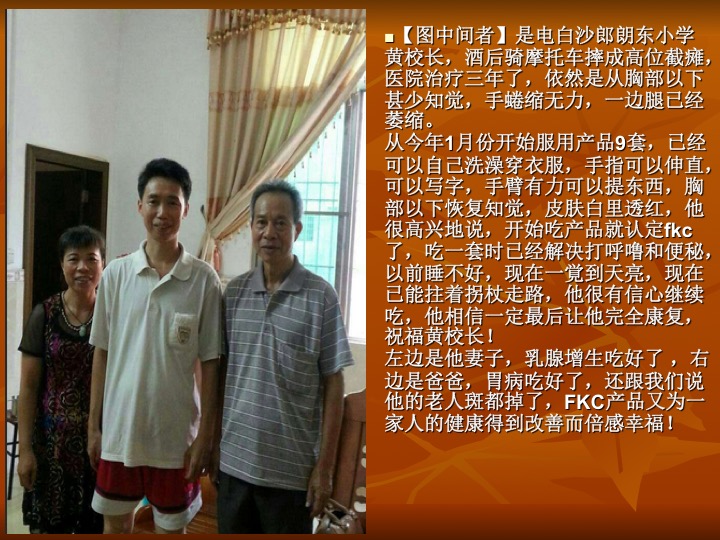 【图中间者】是电白沙郎朗东小学
黄校长，酒后骑摩托车摔成高位截瘫，
医院治疗三年了，依然是从胸部以下
甚少知觉，手蜷缩无力，一边腿已经
萎缩。
从今年1月份开始服用产品9套，已经
可以自己洗澡穿衣服，手指可以伸直，
可以写字，手臂有力可以提东西，胸
部以下恢复知觉，皮肤白里透红，他
很高兴地说，开始吃产品就认定fkc
了，吃一套时已经解决打呼噜和便秘，
以前睡不好，现在一觉到天亮，现在
已能拄着拐杖走路，他很有信心继续
吃，他相信一定最后让他完全康复，
祝福黄校长！
左边是他妻子，乳腺增生吃好了，右
边是爸爸，胃病吃好了，还跟我们说
他的老人斑都掉了，FKC产品又为一
家人的健康得到改善而倍感幸福！